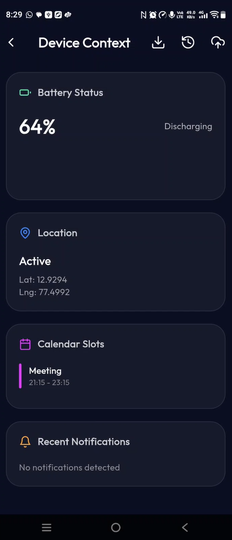 8:29
Device Context
Battery Status
64%
Discharging
Location
Active
Lat: 12.9294
Lng: 77.4992
Calendar Slots
Meeting
21:15 - 23:15
Recent Notifications
No notifications detected